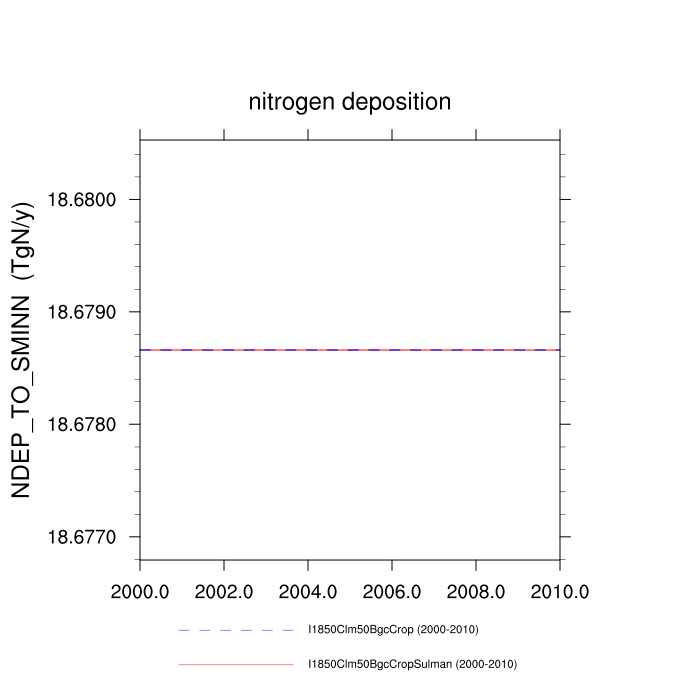 nitrogen deposition
NDEP_TO_SMINN (TgN/y)
18.6800
18.6790
18.6780
18.6770
2000.0 2002.0 2004.0 2006.0 2008.0 2010.0
I1850Clm50BgcCrop (2000-2010)
I1850Clm50BgcCropSulman (2000-2010)